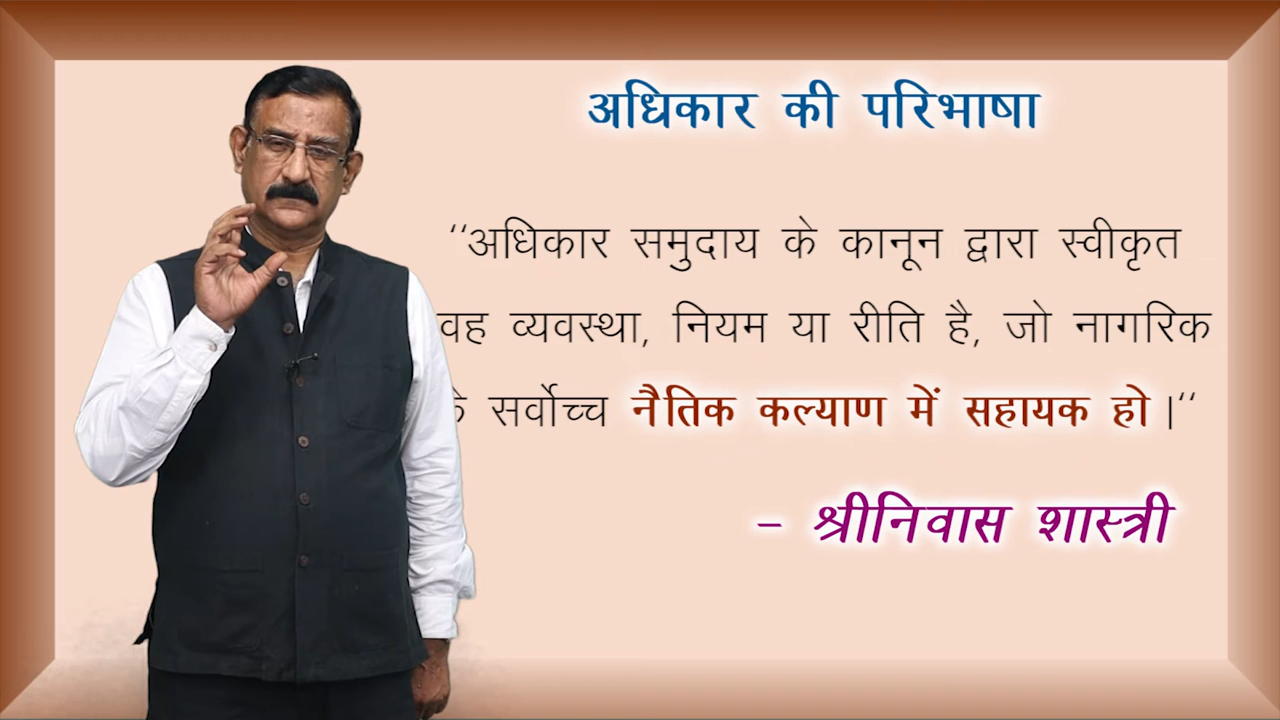 अधिकार की परिभाषा
“अधिकार समुदाय के कानून द्वारा स्वीकृत
वह व्यवस्था, नियम या रीति है, जो नागरिक
के सर्वोच्च नैतिक कल्याण में सहायक हो।“
– श्रीनिवास शास्त्री